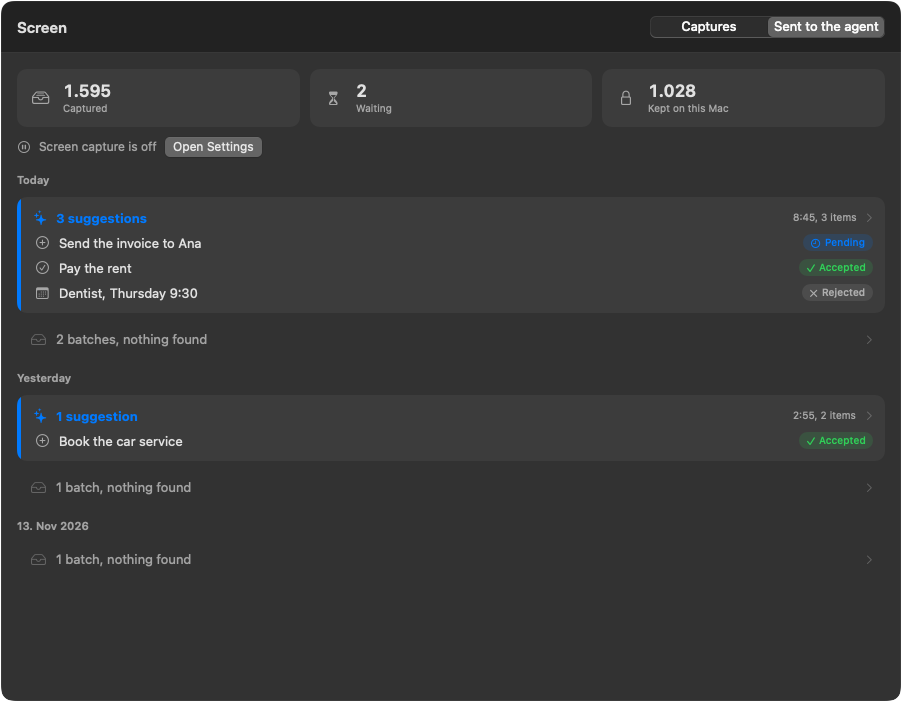 Screen
Captures
Sent to the agent
1.595
Captured
2
Waiting
1.028
Kept on this Mac
Screen capture is off
Open Settings
Today
3 suggestions
8:45, 3 items
Send the invoice to Ana
Pending
Pay the rent
Accepted
Dentist, Thursday 9:30
Rejected
2 batches, nothing found
Yesterday
1 suggestion
2:55, 2 items
Book the car service
Accepted
1 batch, nothing found
13. Nov 2026
1 batch, nothing found